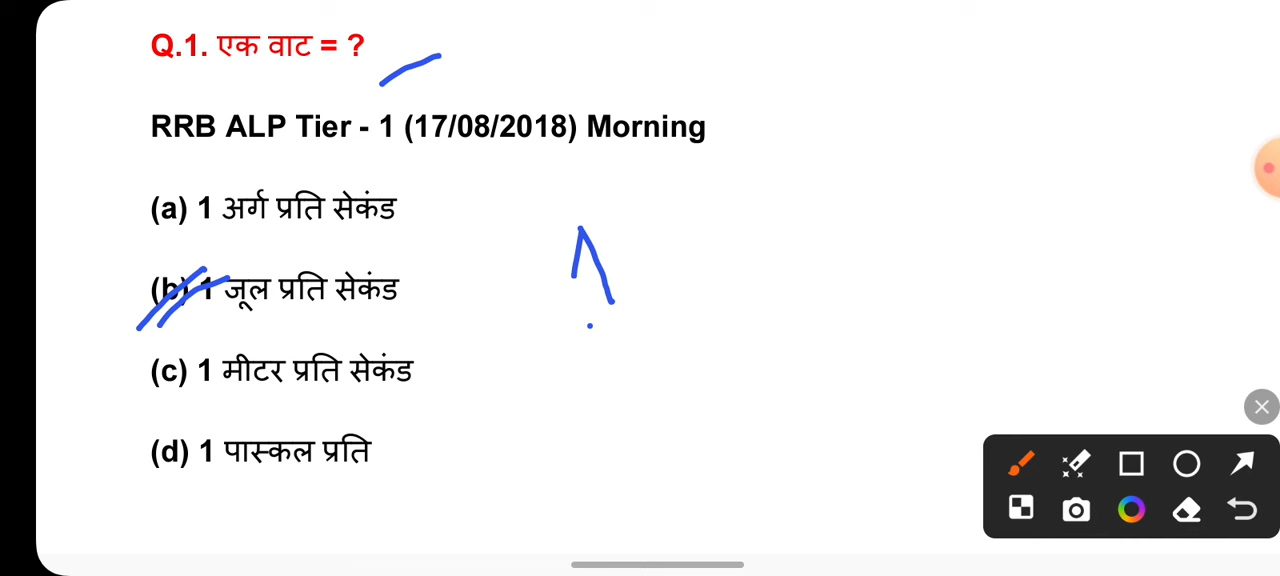 Q.1. एक वाट = ?
RRB ALP Tier - 1 (17/08/2018) Morning
(a) 1 अर्ग प्रति सेकंड
(b) 1 जूल प्रति सेकंड
(c) 1 मीटर प्रति सेकंड
(d) 1 पास्कल प्रति